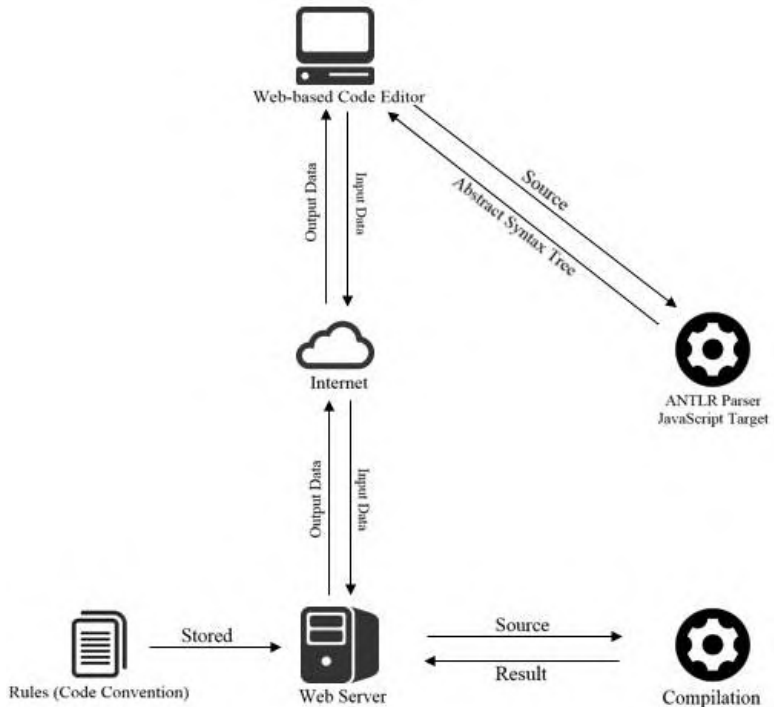 Web-based Code Editor
Output Data
Input Data
Source
Abstract Syntax Tree
Internet
ANTLR Parser
JavaScript Target
Output Data
Input Data
Stored
Source
Result
Rules (Code Convention)
Web Server
Compilation